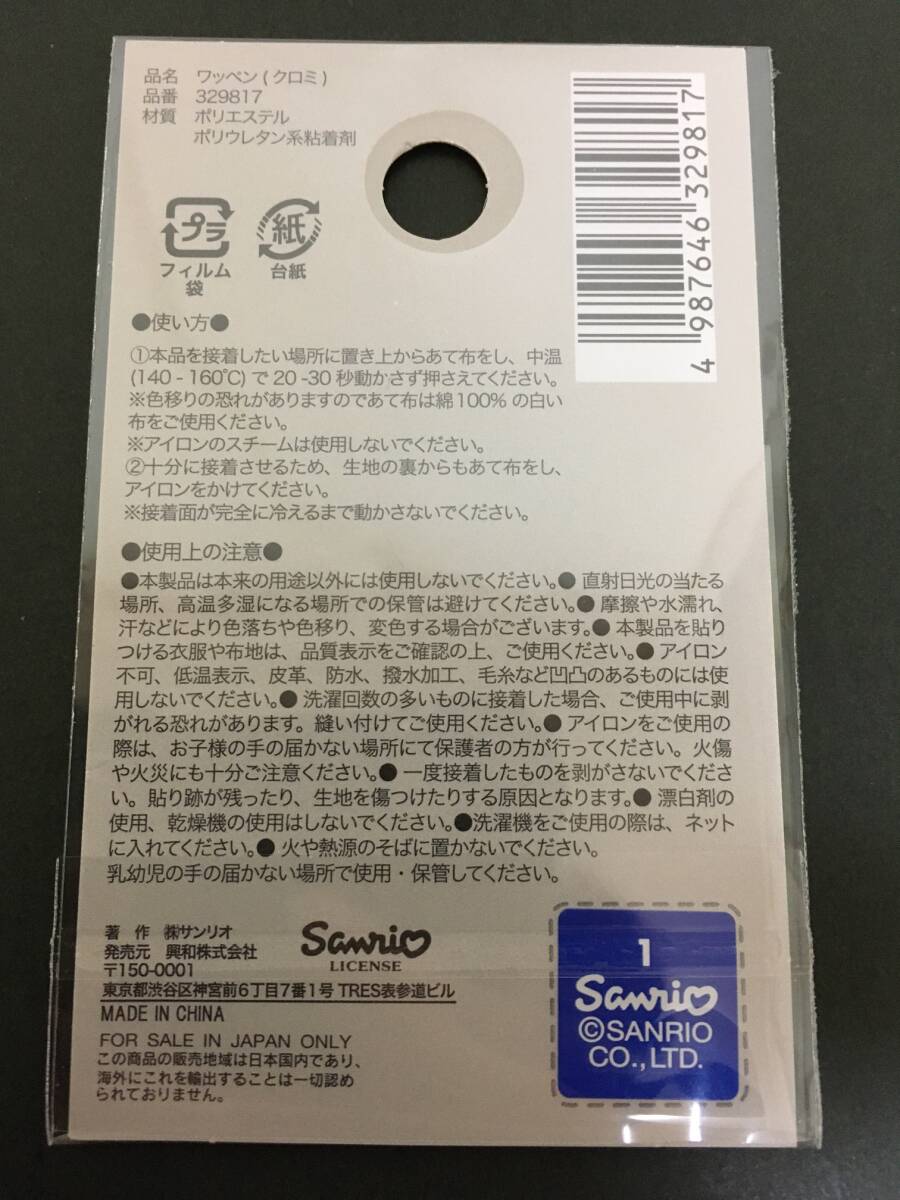 品名 ワッペン ( クロミ )
品番 329817
材質 ポリエステル
ポリウレタン系粘着剤
4 987646 329817
プラ
フィルム
袋
紙
台紙
●使い方●
①本品を接着したい場所に置き上からあて布をし、中温
(140 - 160℃) で 20 -30 秒動かさず押さえてください。
※色移りの恐れがありますのであて布は綿100% の白い
布をご使用ください。
※アイロンのスチームは使用しないでください。
②十分に接着させるため、生地の裏からもあて布をし、
アイロンをかけてください。
※接着面が完全に冷えるまで動かさないでください。
●使用上の注意●
●本製品は本来の用途以外には使用しないでください。● 直射日光の当たる
場所、高温多湿になる場所での保管は避けてください。● 摩擦や水濡れ、
汗などにより色落ちや色移り、変色する場合がございます。● 本製品を貼り
つける衣服や布地は、品質表示をご確認の上、ご使用ください。● アイロン
不可、低温表示、皮革、防水、撥水加工、毛糸など凹凸のあるものには使
用しないでください。● 洗濯回数の多いものに接着した場合、ご使用中に剥
がれる恐れがあります。縫い付けてご使用ください。● アイロンをご使用の
際は、お子様の手の届かない場所にて保護者の方が行ってください。火傷
や火災にも十分ご注意ください。● 一度接着したものを剥がさないでくださ
い。貼り跡が残ったり、生地を傷つけたりする原因となります。● 漂白剤の
使用、乾燥機の使用はしないでください。●洗濯機をご使用の際は、ネット
に入れてください。● 火や熱源のそばに置かないでください。
乳幼児の手の届かない場所で使用・保管してください。
著 作 ㈱サンリオ
発売元 興和株式会社
〒150-0001
東京都渋谷区神宮前6丁目7番1号 TRES表参道ビル
MADE IN CHINA
FOR SALE IN JAPAN ONLY
この商品の販売地域は日本国内であり、
海外にこれを輸出することは一切認め
られておりません。
Sanrio
LICENSE
1
Sanrio
©SANRIO
CO.,LTD.